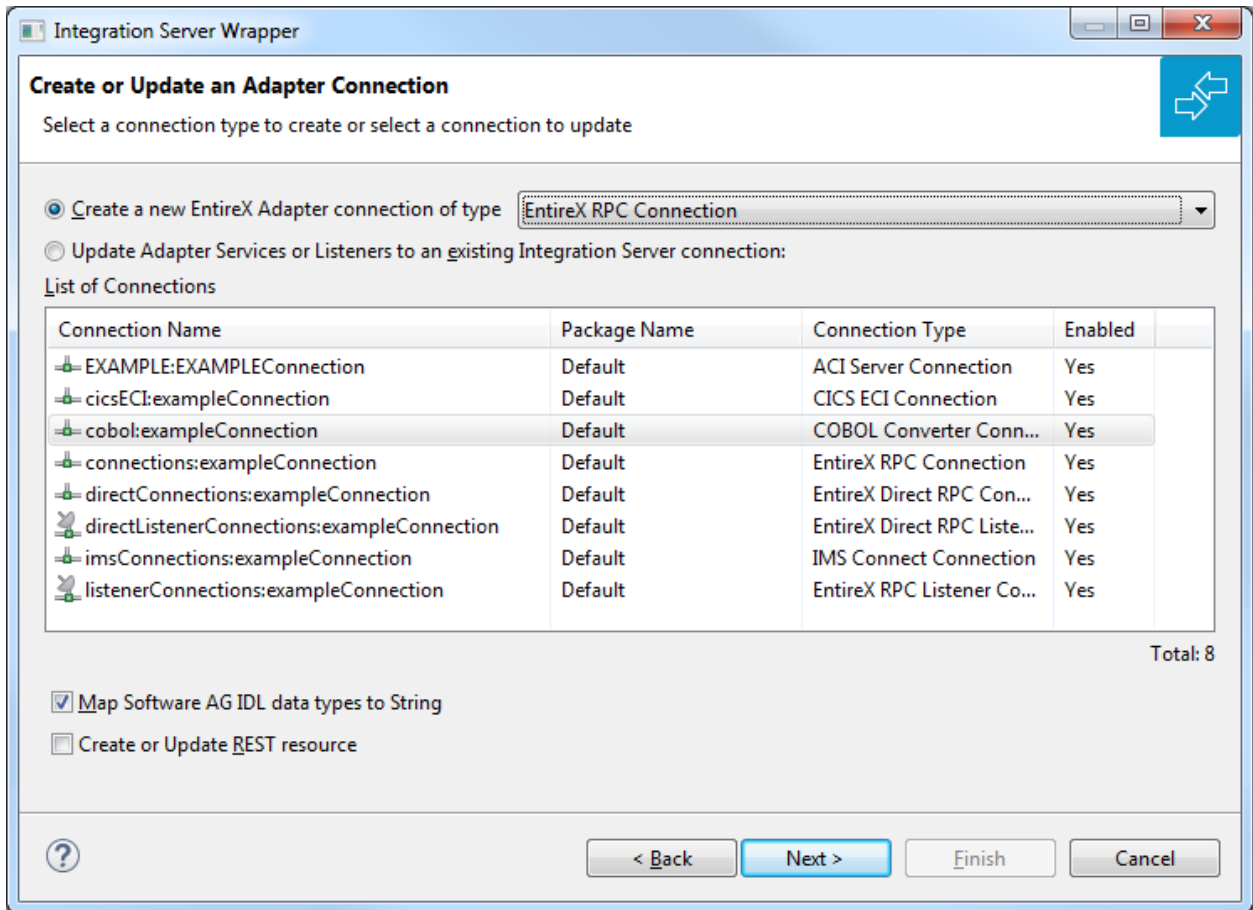 Integration Server Wrapper
Create or Update an Adapter Connection
Select a connection type to create or select a connection to update
Create a new EntireX Adapter connection of type EntireX RPC Connection
Update Adapter Services or Listeners to an existing Integration Server connection:
List of Connections
Connection Name Package Name Connection Type Enabled
EXAMPLE:EXAMPLEConnection Default ACI Server Connection Yes
cicsECI:exampleConnection Default CICS ECI Connection Yes
cobol:exampleConnection Default COBOL Converter Conn... Yes
connections:exampleConnection Default EntireX RPC Connection Yes
directConnections:exampleConnection Default EntireX Direct RPC Con... Yes
directListenerConnections:exampleConnection Default EntireX Direct RPC Liste... Yes
imsConnections:exampleConnection Default IMS Connect Connection Yes
listenerConnections:exampleConnection Default EntireX RPC Listener Co... Yes
Total: 8
Map Software AG IDL data types to String
Create or Update REST resource
? < Back Next > Finish Cancel